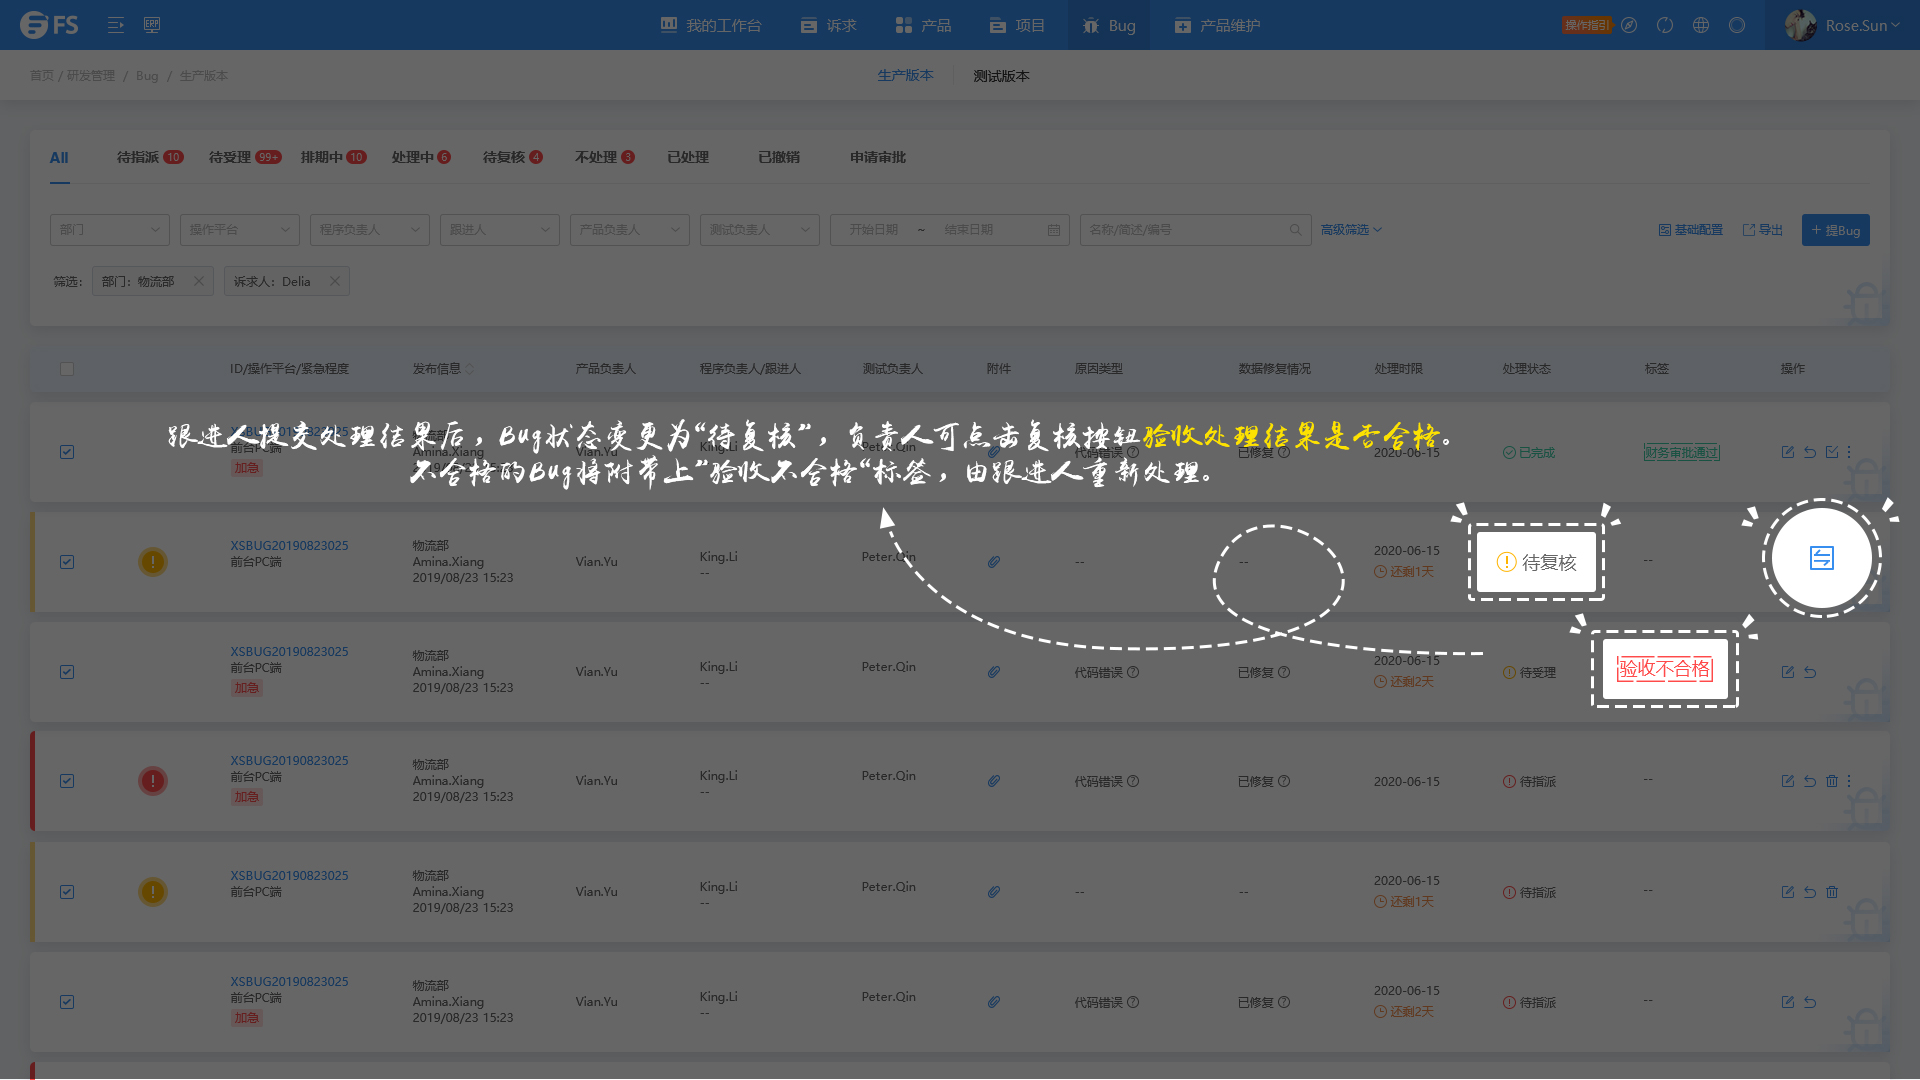 FS ERP 我的工作台 诉求 产品 项目 Bug 产品维护 操作指引 Rose.Sun
首页 / 研发管理 / Bug / 生产版本 生产版本 测试版本
All 待指派 10 待受理 99+ 排期中 10 处理中 6 待复核 4 不处理 3 已处理 已撤销 申请审批
部门 操作平台 程序负责人 跟进人 产品负责人 测试负责人 开始日期 ~ 结束日期 名称/简述/编号 高级筛选 基础配置 导出 + 提Bug
筛选: 部门: 物流部 诉求人: Delia
ID/操作平台/紧急程度 发布信息 产品负责人 程序负责人/跟进人 测试负责人 附件 原因类型 数据修复情况 处理时限 处理状态 标签 操作
跟进人提交处理结果后，Bug状态变更为“待复核”，负责人可点击复核按钮验收处理结果是否合格。
不合格的Bug将附带上”验收不合格“标签，由跟进人重新处理。
前台PC端 Amina.Xiang 代码错误 已修复 2020-06-15 已完成 财务审批通过
加急
XSBUG20190823025 物流部 King.Li Peter.Qin 2020-06-15
前台PC端 Amina.Xiang Vian.Yu -- -- -- 待复核 --
2019/08/23 15:23 还剩1天
XSBUG20190823025 物流部 King.Li Peter.Qin 2020-06-15
前台PC端 Amina.Xiang Vian.Yu -- 代码错误 已修复 待受理 验收不合格
加急 2019/08/23 15:23 还剩2天
XSBUG20190823025 物流部 King.Li Peter.Qin
前台PC端 Amina.Xiang Vian.Yu -- 代码错误 已修复 2020-06-15 待指派 --
加急 2019/08/23 15:23
XSBUG20190823025 物流部 King.Li Peter.Qin 2020-06-15
前台PC端 Amina.Xiang Vian.Yu -- -- -- 待指派 --
2019/08/23 15:23 还剩1天
XSBUG20190823025 物流部 King.Li Peter.Qin 2020-06-15
前台PC端 Amina.Xiang Vian.Yu -- 代码错误 已修复 待指派 --
加急 2019/08/23 15:23 还剩2天